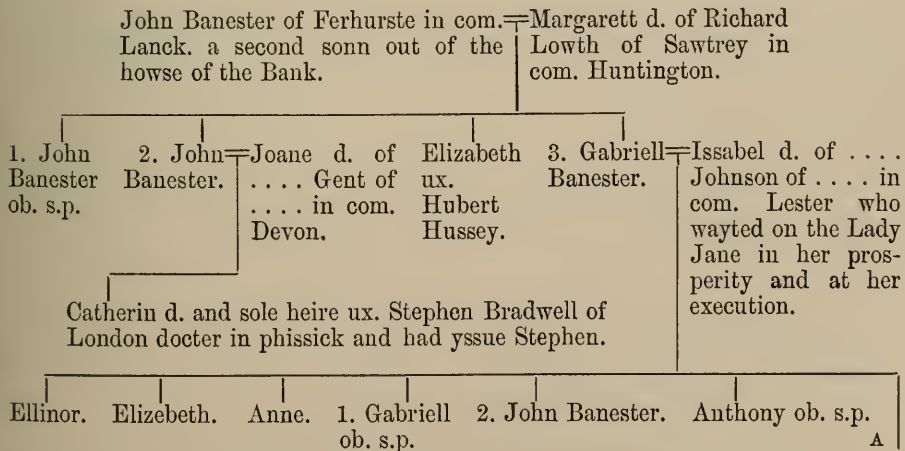 John Banester of Ferhurste in com.
Lanck. a second sonn out of the
howse of the Bank.
Margarett d. of Richard
Lowth of Sawtrey in
com. Huntington.
1. John
Banester
ob. s.p.
2. John
Banester.
Joane d. of
. . . . Gent of
. . . . in com.
Devon.
Elizabeth
ux.
Hubert
Hussey.
3. Gabriell
Banester.
Issabel d. of . . . .
Johnson of . . . . in
com. Lester who
wayted on the Lady
Jane in her pros-
perity and at her
execution.
Catherin d. and sole heire ux. Stephen Bradwell of
London docter in phissick and had yssue Stephen.
Ellinor.
Elizebeth.
Anne.
1. Gabriell
ob. s.p.
2. John Banester.
Anthony ob. s.p.
A